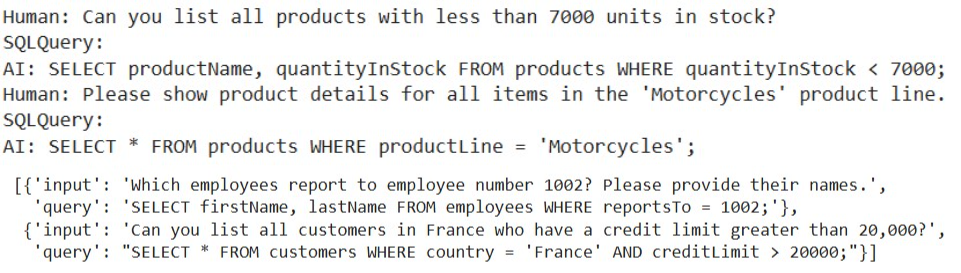 Human: Can you list all products with less than 7000 units in stock?
SQLQuery:
AI: SELECT productName, quantityInStock FROM products WHERE quantityInStock < 7000;
Human: Please show product details for all items in the 'Motorcycles' product line.
SQLQuery:
AI: SELECT * FROM products WHERE productLine = 'Motorcycles';
[{'input': 'Which employees report to employee number 1002? Please provide their names.',
'query': 'SELECT firstName, lastName FROM employees WHERE reportsTo = 1002;'},
{'input': 'Can you list all customers in France who have a credit limit greater than 20,000?',
'query': "SELECT * FROM customers WHERE country = 'France' AND creditLimit > 20000;"}]